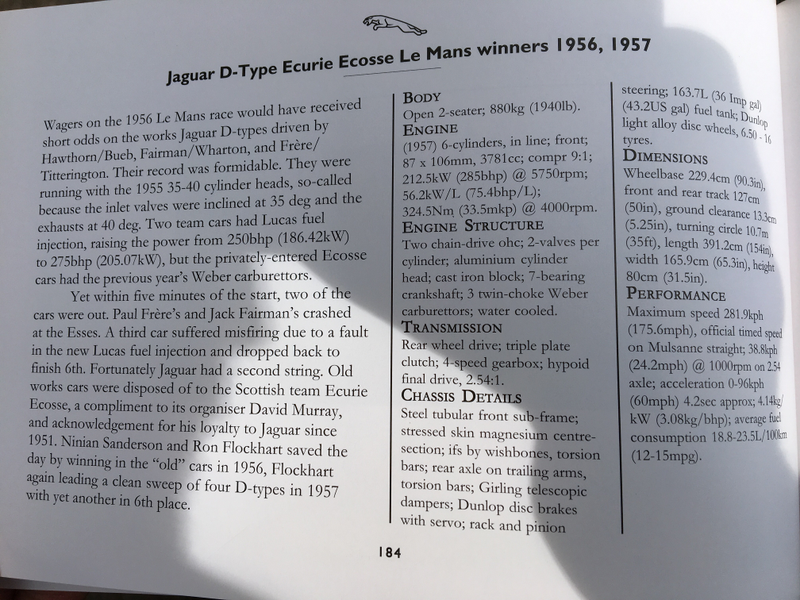 Jaguar D-Type Ecurie Ecosse Le Mans winners 1956, 1957
Wagers on the 1956 Le Mans race would have received
short odds on the works Jaguar D-types driven by
Hawthorn/Bueb, Fairman/Wharton, and Frère/
Titterington. Their record was formidable. They were
running with the 1955 35-40 cylinder heads, so-called
because the inlet valves were inclined at 35 deg and the
exhausts at 40 deg. Two team cars had Lucas fuel
injection, raising the power from 250bhp (186.42kW)
to 275bhp (205.07kW), but the privately-entered Ecosse
cars had the previous year's Weber carburettors.
Yet within five minutes of the start, two of the
cars were out. Paul Frère's and Jack Fairman's crashed
at the Esses. A third car suffered misfiring due to a fault
in the new Lucas fuel injection and dropped back to
finish 6th. Fortunately Jaguar had a second string. Old
works cars were disposed of to the Scottish team Ecurie
Ecosse, a compliment to its organiser David Murray,
and acknowledgement for his loyalty to Jaguar since
1951. Ninian Sanderson and Ron Flockhart saved the
day by winning in the "old" cars in 1956, Flockhart
again leading a clean sweep of four D-types in 1957
with yet another in 6th place.
BODY
Open 2-seater; 880kg (1940lb).
ENGINE
(1957) 6-cylinders, in line; front;
87 x 106mm, 3781cc; compr 9:1;
212.5kW (285bhp) @ 5750rpm;
56.2kW/L (75.4bhp/L);
324.5Nm (33.5mkp) @ 4000rpm.
ENGINE STRUCTURE
Two chain-drive ohc; 2-valves per
cylinder; aluminium cylinder
head; cast iron block; 7-bearing
crankshaft; 3 twin-choke Weber
carburettors; water cooled.
TRANSMISSION
Rear wheel drive; triple plate
clutch; 4-speed gearbox; hypoid
final drive, 2.54:1.
CHASSIS DETAILS
Steel tubular front sub-frame;
stressed skin magnesium centre-
section; ifs by wishbones, torsion
bars; rear axle on trailing arms,
torsion bars; Girling telescopic
dampers; Dunlop disc brakes
with servo; rack and pinion
steering; 163.7L (36 Imp gal)
(43.2US gal) fuel tank; Dunlop
light alloy disc wheels, 6.50 - 16
tyres.
DIMENSIONS
Wheelbase 229.4cm (90.3in),
front and rear track 127cm
(50in), ground clearance 13.3cm
(5.25in), turning circle 10.7m
(35ft), length 391.2cm (154in),
width 165.9cm (65.3in), height
80cm (31.5in).
PERFORMANCE
Maximum speed 281.9kph
(175.6mph), official timed speed
on Mulsanne straight; 38.8kph
(24.2mph) @ 1000rpm on 2.54
axle; acceleration 0-96kph
(60mph) 4.2sec approx; 4.14kg/
kW (3.08kg/bhp); average fuel
consumption 18.8-23.5L/100km
(12-15mpg).
184